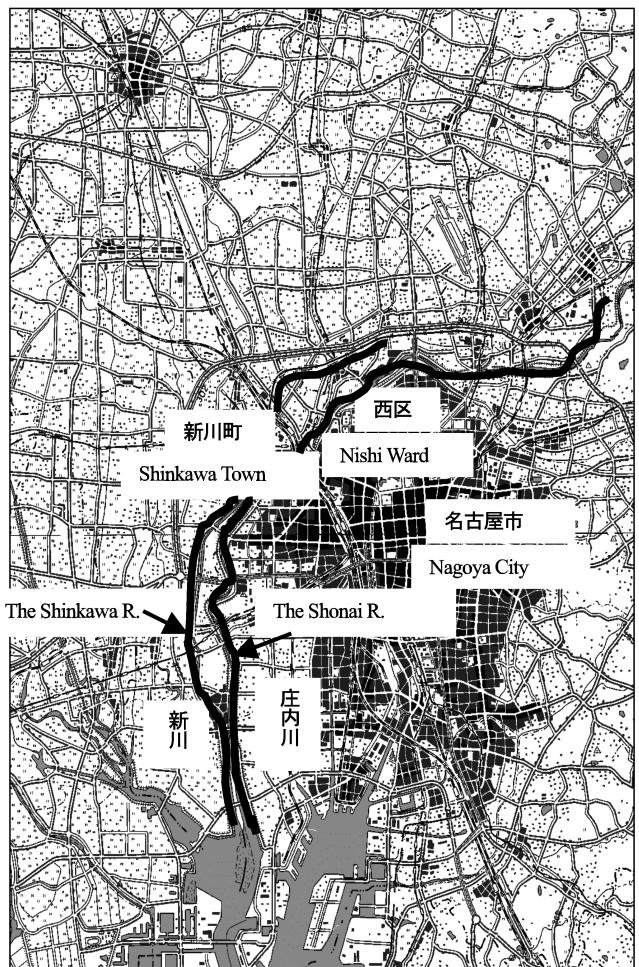 西区
新川町
Nishi Ward
Shinkawa Town
名古屋市
Nagoya City
The Shinkawa R.
The Shonai R.
新川
庄内川